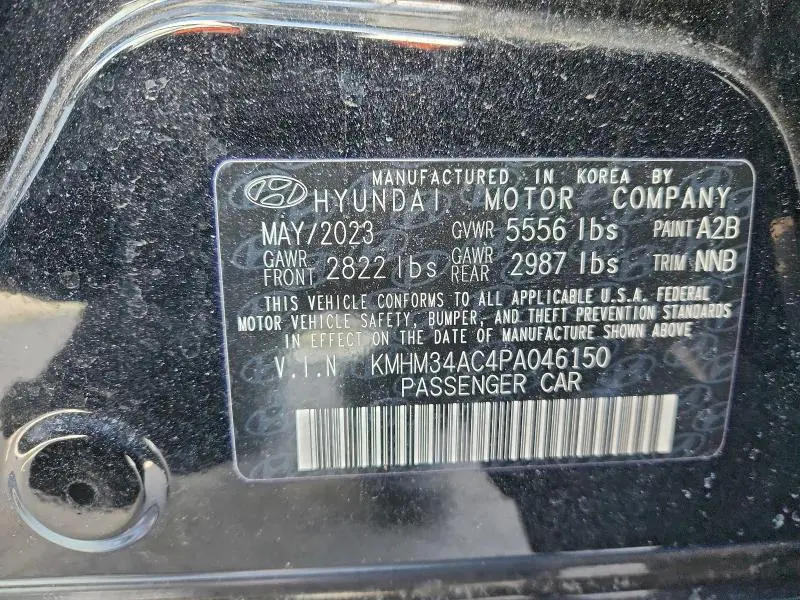 MANUFACTURED IN KOREA BY
HYUNDAI MOTOR COMPANY
MAY/2023 GVWR 5556 lbs PAINT A2B
GAWR FRONT 2822 lbs GAWR REAR 2987 lbs TRIM NNB
THIS VEHICLE CONFORMS TO ALL APPLICABLE U.S.A. FEDERAL
MOTOR VEHICLE SAFETY, BUMPER, AND THEFT PREVENTION STANDARDS
IN EFFECT ON THE DATE OF MANUFACTURE SHOWN ABOVE
V.I.N KMHM34AC4PA046150
PASSENGER CAR